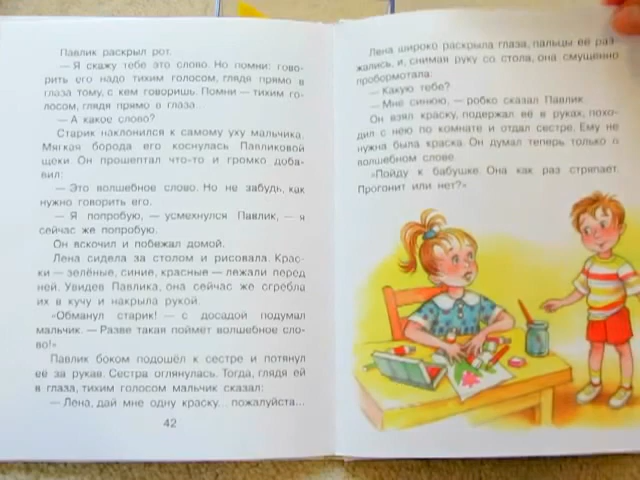 Павлик раскрыл рот.
— Я скажу тебе это слово. Но помни: гово-
рить его надо тихим голосом, глядя прямо в
глаза тому, с кем говоришь. Помни — тихим го-
лосом, глядя прямо в глаза...
— А какое слово?
Старик наклонился к самому уху мальчика.
Мягкая борода его коснулась Павликовой
щеки. Он прошептал что-то и громко доба-
вил:
— Это волшебное слово. Но не забудь, как
нужно говорить его.
— Я попробую, — усмехнулся Павлик, — я
сейчас же попробую.
Он вскочил и побежал домой.
Лена сидела за столом и рисовала. Крас-
ки — зелёные, синие, красные — лежали перед
ней. Увидев Павлика, она сейчас же сгребла
их в кучу и накрыла рукой.
«Обманул старик! — с досадой подумал
мальчик. — Разве такая поймёт волшебное сло-
во!»
Павлик боком подошёл к сестре и потянул
её за рукав. Сестра оглянулась. Тогда, глядя ей
в глаза, тихим голосом мальчик сказал:
— Лена, дай мне одну краску... пожалуйста...
42
Лена широко раскрыла глаза, пальцы её раз-
жались, и, снимая руку со стола, она смущённо
пробормотала:
— Какую тебе?
— Мне синюю, — робко сказал Павлик.
Он взял краску, подержал её в руках, похо-
дил с нею по комнате и отдал сестре. Ему не
нужна была краска. Он думал теперь только о
волшебном слове.
«Пойду к бабушке. Она как раз стряпает.
Прогонит или нет?»